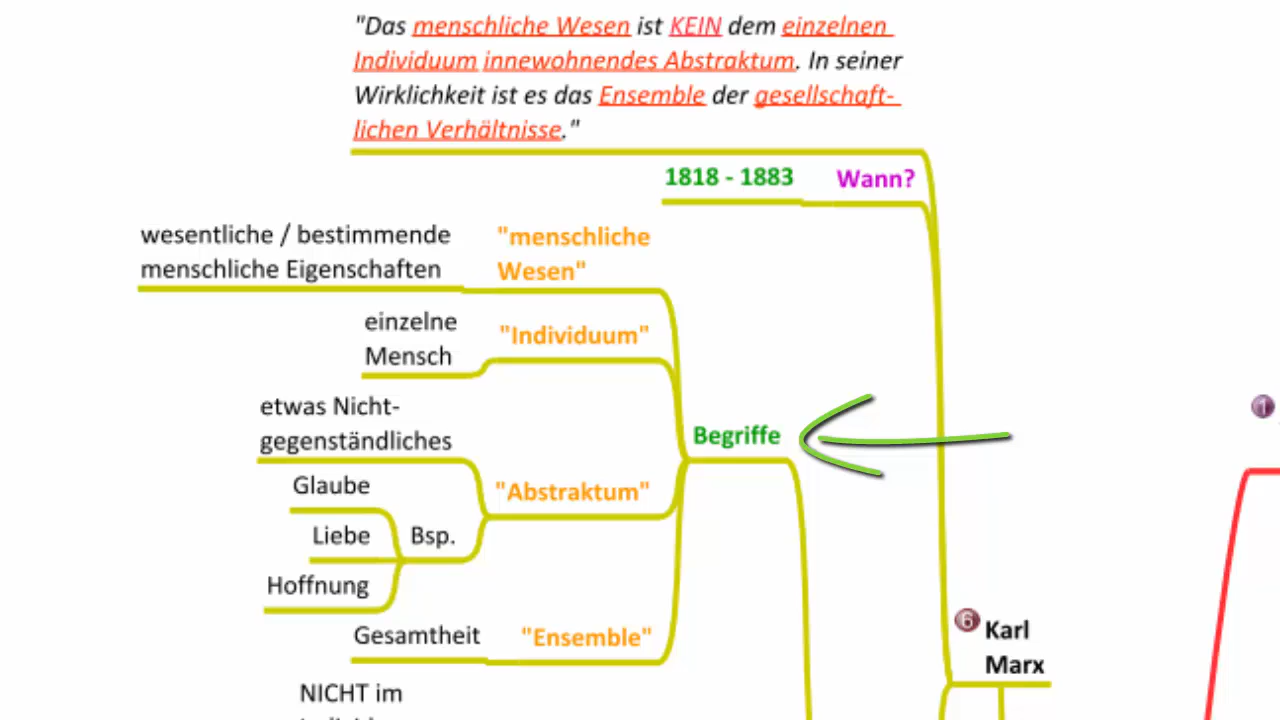 "Das menschliche Wesen ist KEIN dem einzelnen
Individuum innewohnendes Abstraktum. In seiner
Wirklichkeit ist es das Ensemble der gesellschaft-
lichen Verhältnisse."
1818 - 1883
Wann?
wesentliche / bestimmende
menschliche Eigenschaften
"menschliche
Wesen"
einzelne
Mensch
"Individuum"
etwas Nicht-
gegenständliches
Glaube
Liebe
Hoffnung
Bsp.
"Abstraktum"
Gesamtheit
"Ensemble"
Begriffe
1
6
Karl
Marx
NICHT im